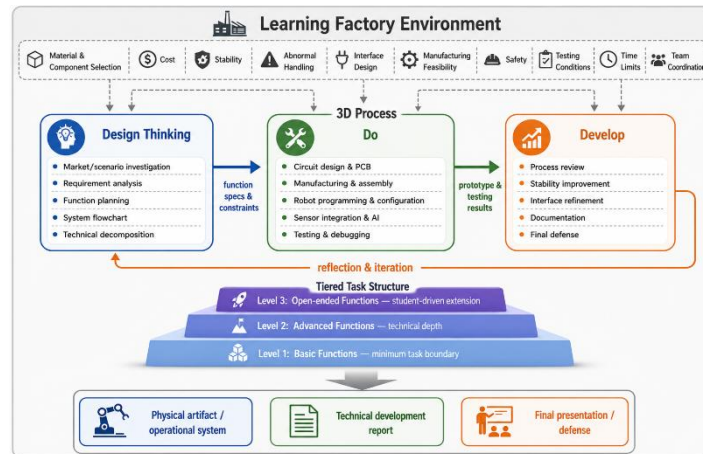 Learning Factory Environment
Material &
Component Selection
Cost
Stability
Abnormal
Handling
Interface
Design
Manufacturing
Feasibility
Safety
Testing
Conditions
Time
Limits
Team
Coordination
3D Process
Design Thinking
• Market/scenario investigation
• Requirement analysis
• Function planning
• System flowchart
• Technical decomposition
function
specs &
constraints
Do
• Circuit design & PCB
• Manufacturing & assembly
• Robot programming & configuration
• Sensor integration & AI
• Testing & debugging
prototype &
testing
results
Develop
• Process review
• Stability improvement
• Interface refinement
• Documentation
• Final defense
reflection & iteration
Tiered Task Structure
Level 3: Open-ended Functions — student-driven extension
Level 2: Advanced Functions — technical depth
Level 1: Basic Functions — minimum task boundary
Physical artifact /
operational system
Technical development
report
Final presentation /
defense